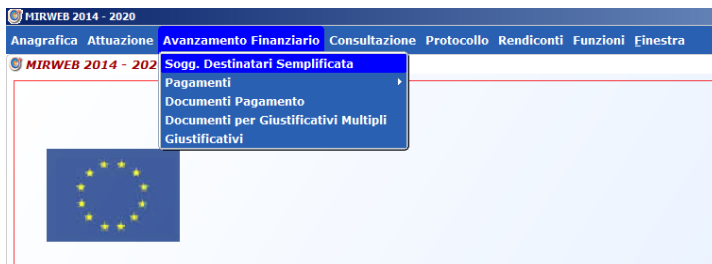 MIRWEB 2014 - 2020
Anagrafica Attuazione Avanzamento Finanziario Consultazione Protocollo Rendiconti Funzioni Finestra
MIRWEB 2014 - 202
Sogg. Destinatari Semplificata
Pagamenti
Documenti Pagamento
Documenti per Giustificativi Multipli
Giustificativi